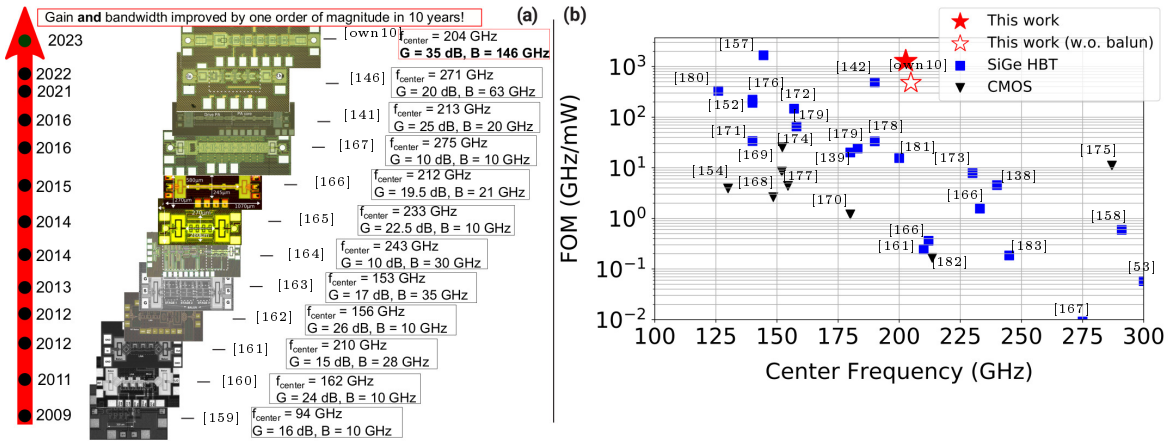 Gain and bandwidth improved by one order of magnitude in 10 years!
(a)
2023
[own10]
fcenter = 204 GHz
G = 35 dB, B = 146 GHz
2022
2021
[146]
fcenter = 271 GHz
G = 20 dB, B = 63 GHz
2016
[141]
fcenter = 213 GHz
G = 25 dB, B = 20 GHz
2016
[167]
fcenter = 275 GHz
G = 10 dB, B = 10 GHz
2015
580μm
245μm
270μm
1070μm
[166]
fcenter = 212 GHz
G = 19.5 dB, B = 21 GHz
2014
270μm
[165]
fcenter = 233 GHz
G = 22.5 dB, B = 10 GHz
2014
[164]
fcenter = 243 GHz
G = 10 dB, B = 30 GHz
2013
[163]
fcenter = 153 GHz
G = 17 dB, B = 35 GHz
2012
[162]
fcenter = 156 GHz
G = 26 dB, B = 10 GHz
2012
[161]
fcenter = 210 GHz
G = 15 dB, B = 28 GHz
2011
[160]
fcenter = 162 GHz
G = 24 dB, B = 10 GHz
2009
[159]
fcenter = 94 GHz
G = 16 dB, B = 10 GHz
(b)
This work
This work (w.o. balun)
SiGe HBT
CMOS
FOM (GHz/mW)
10³
10²
10¹
10⁰
10⁻¹
10⁻²
[157]
[own10]
[142]
[180]
[176]
[172]
[152]
[179]
[171]
[174]
[179]
[178]
[169]
[139]
[181]
[175]
[154]
[168]
[177]
[173]
[138]
[170]
[166]
[166]
[158]
[161]
[182]
[183]
[53]
[167]
100
125
150
175
200
225
250
275
300
Center Frequency (GHz)